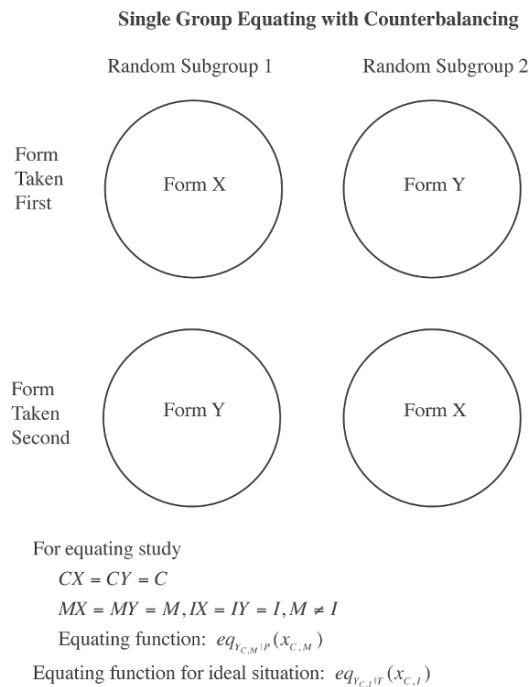 Single Group Equating with Counterbalancing
Random Subgroup 1 Random Subgroup 2
Form
Taken
First
Form X Form Y
Form
Taken
Second
Form Y Form X
For equating study
CX = CY = C
MX = MY = M, IX = IY = I, M ≠ I
Equating function: eq_{Y_{C,M}|P}(x_{C,M})
Equating function for ideal situation: eq_{Y_{C,I}|T}(x_{C,I})